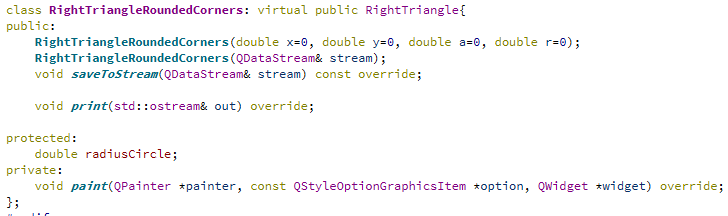 class RightTriangleRoundedCorners: virtual public RightTriangle{
public:
    RightTriangleRoundedCorners(double x=0, double y=0, double a=0, double r=0);
    RightTriangleRoundedCorners(QDataStream& stream);
    void saveToStream(QDataStream& stream) const override;

    void print(std::ostream& out) override;

protected:
    double radiusCircle;
private:
    void paint(QPainter *painter, const QStyleOptionGraphicsItem *option, QWidget *widget) override;
};